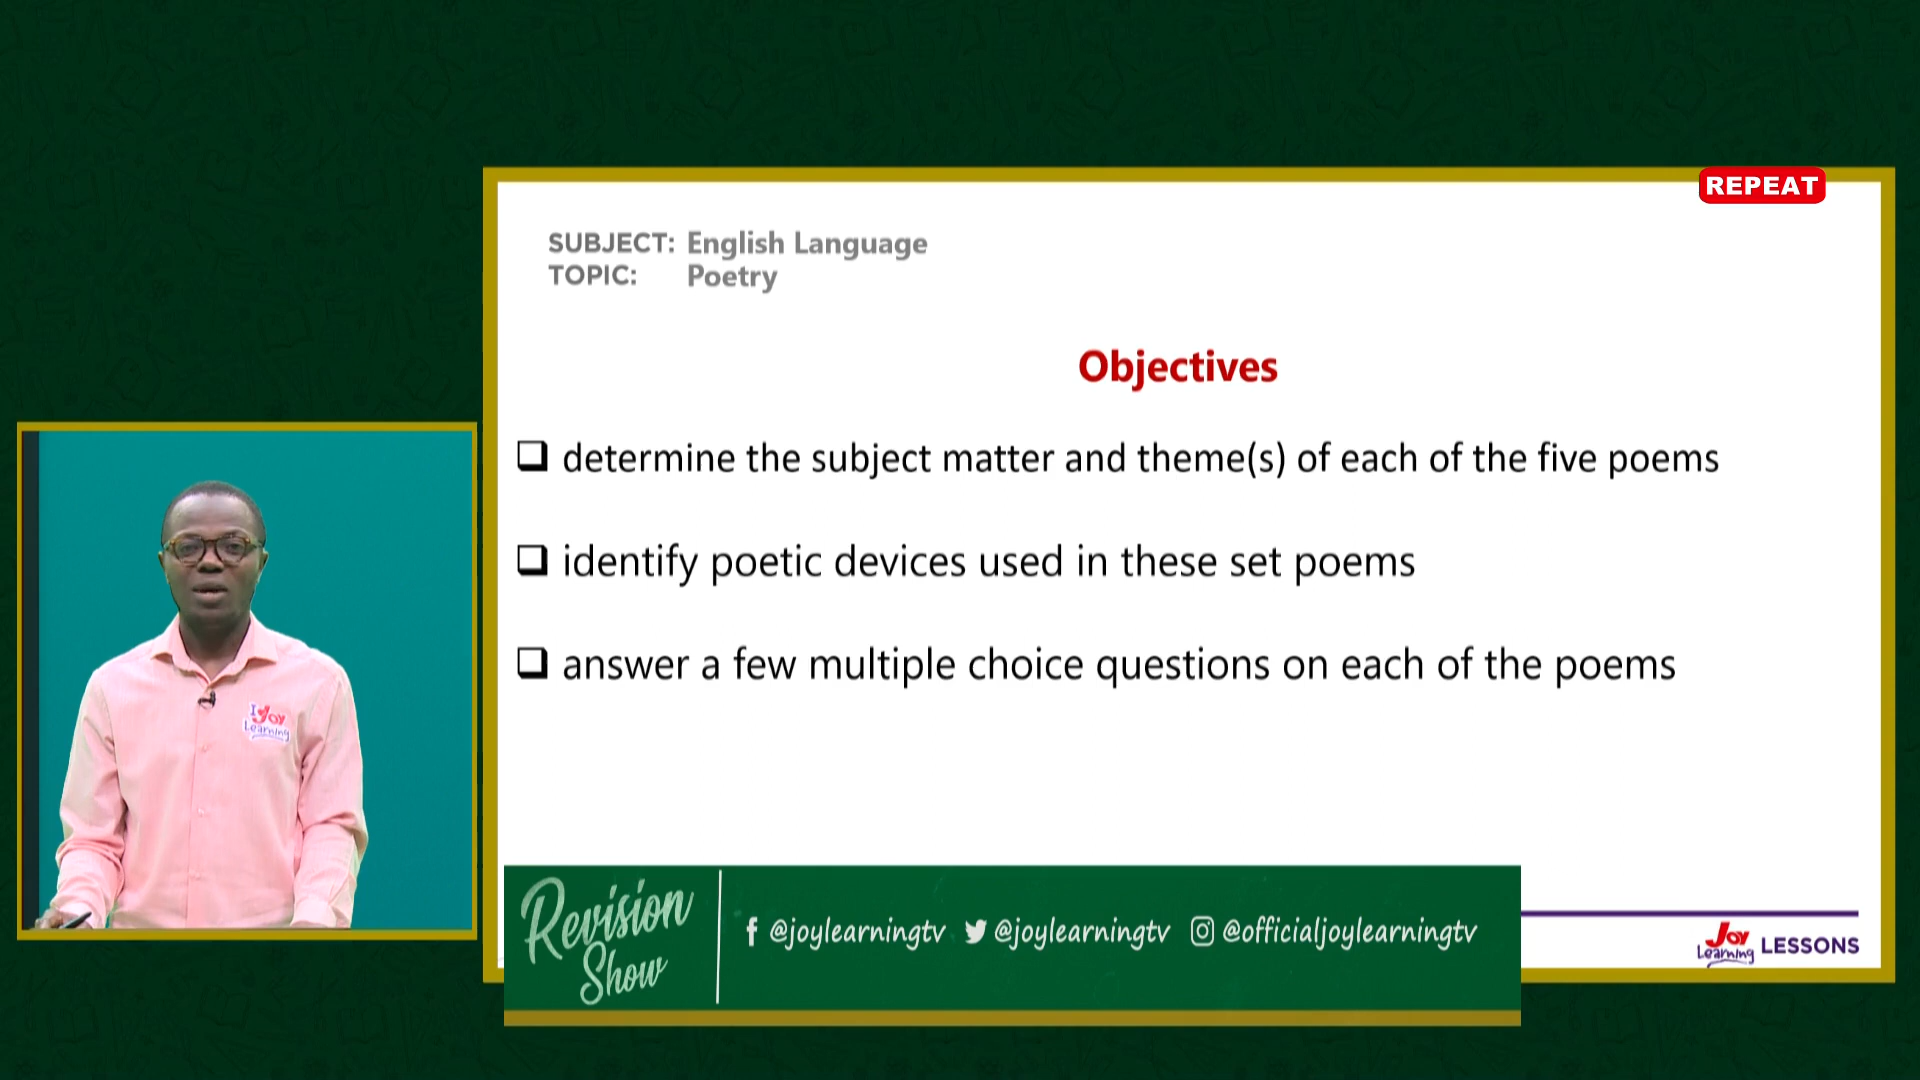 REPEAT
SUBJECT: English Language
TOPIC: Poetry
Objectives
❑ determine the subject matter and theme(s) of each of the five poems
❑ identify poetic devices used in these set poems
❑ answer a few multiple choice questions on each of the poems
I Joy
Learning
Revision
Show
@joylearningtv @joylearningtv @officialjoylearningtv
Joy
Learning LESSONS